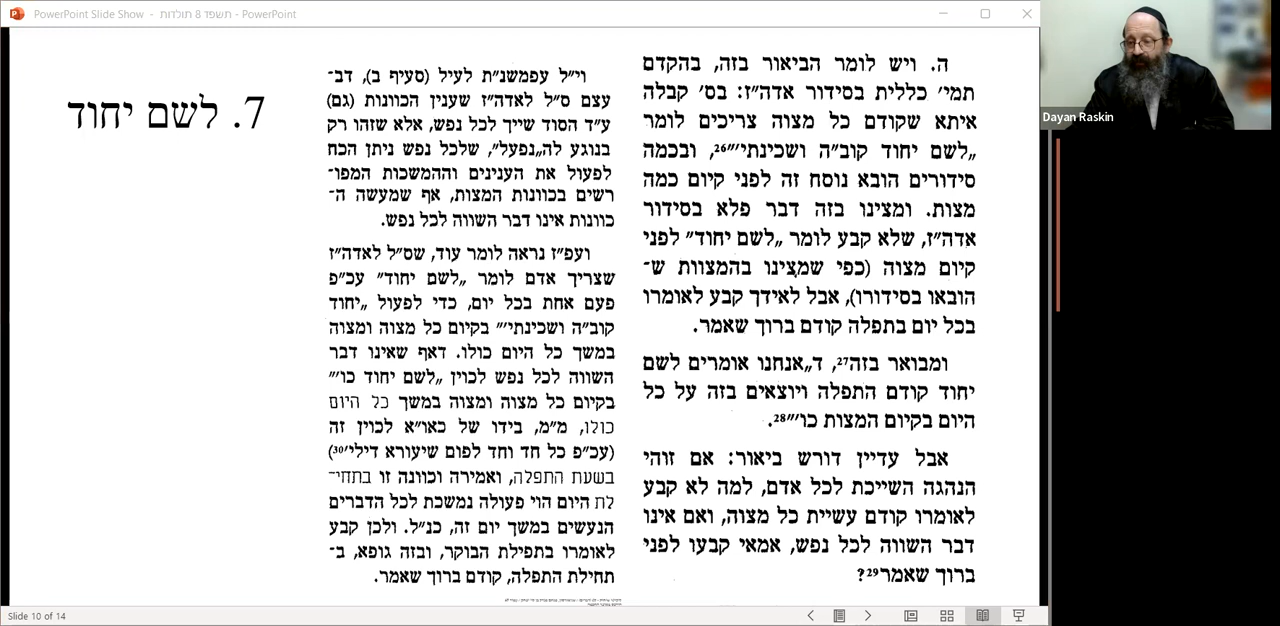 PowerPoint Slide Show - תשפד 8 תולדות - PowerPoint
7. לשם יחוד
ה. ויש לומר הביאור בזה, בהקדם
תמי׳ כללית בסידור אדה״ז: בס׳ קבלה
איתא שקודם כל מצוה צריכים לומר
„לשם יחוד קוב״ה ושכינתי׳״26, ובכמה
סידורים הובא נוסח זה לפני קיום כמה
מצות. ומצינו בזה דבר פלא בסידור
אדה״ז, שלא קבע לומר „לשם יחוד״ לפני
קיום מצוה (כפי שמצינו בהמצוות ש־
הובאו בסידורו), אבל לאידך קבע לאומרו
בכל יום בתפלה קודם ברוך שאמר.
ומבואר בזה27, ד„אנחנו אומרים לשם
יחוד קודם התפלה ויוצאים בזה על כל
היום בקיום המצות כו׳״28.
אבל עדיין דורש ביאור: אם זוהי
הנהגה השייכת לכל אדם, למה לא קבע
לאומרו קודם עשיית כל מצוה, ואם אינו
דבר השווה לכל נפש, אמאי קבעו לפני
ברוך שאמר29?
וי״ל עפמשנ״ת לעיל (סעיף ב), דב־
עצם ס״ל לאדה״ז שענין הכוונות (גם)
ע״ד הסוד שייך לכל נפש, אלא שזהו רק
בנוגע לה„נפעל״, שלכל נפש ניתן הכח
לפעול את הענינים וההמשכות המפו־
רשים בכוונות המצות, אף שמעשה ה־
כוונות אינו דבר השווה לכל נפש.
ועפ״ז נראה לומר עוד, שס״ל לאדה״ז
שצריך אדם לומר „לשם יחוד״ עכ״פ
פעם אחת בכל יום, כדי לפעול „יחוד
קוב״ה ושכינתי׳״ בקיום כל מצוה ומצוה
במשך כל היום כולו. דאף שאינו דבר
השווה לכל נפש לכוין „לשם יחוד כו׳״
בקיום כל מצוה ומצוה במשך כל היום
כולו, מ״מ, בידו של כאו״א לכוין זה
(עכ״פ כל חד וחד לפום שיעורא דילי׳30)
בשעת התפלה, ואמירה וכוונה זו בתחי־
לת היום הוי פעולה נמשכת לכל הדברים
הנעשים במשך יום זה, כנ״ל. ולכן קבע
לאומרו בתפילת הבוקר, ובזה גופא, ב־
תחילת התפלה, קודם ברוך שאמר.
Dayan Raskin
Slide 10 of 14